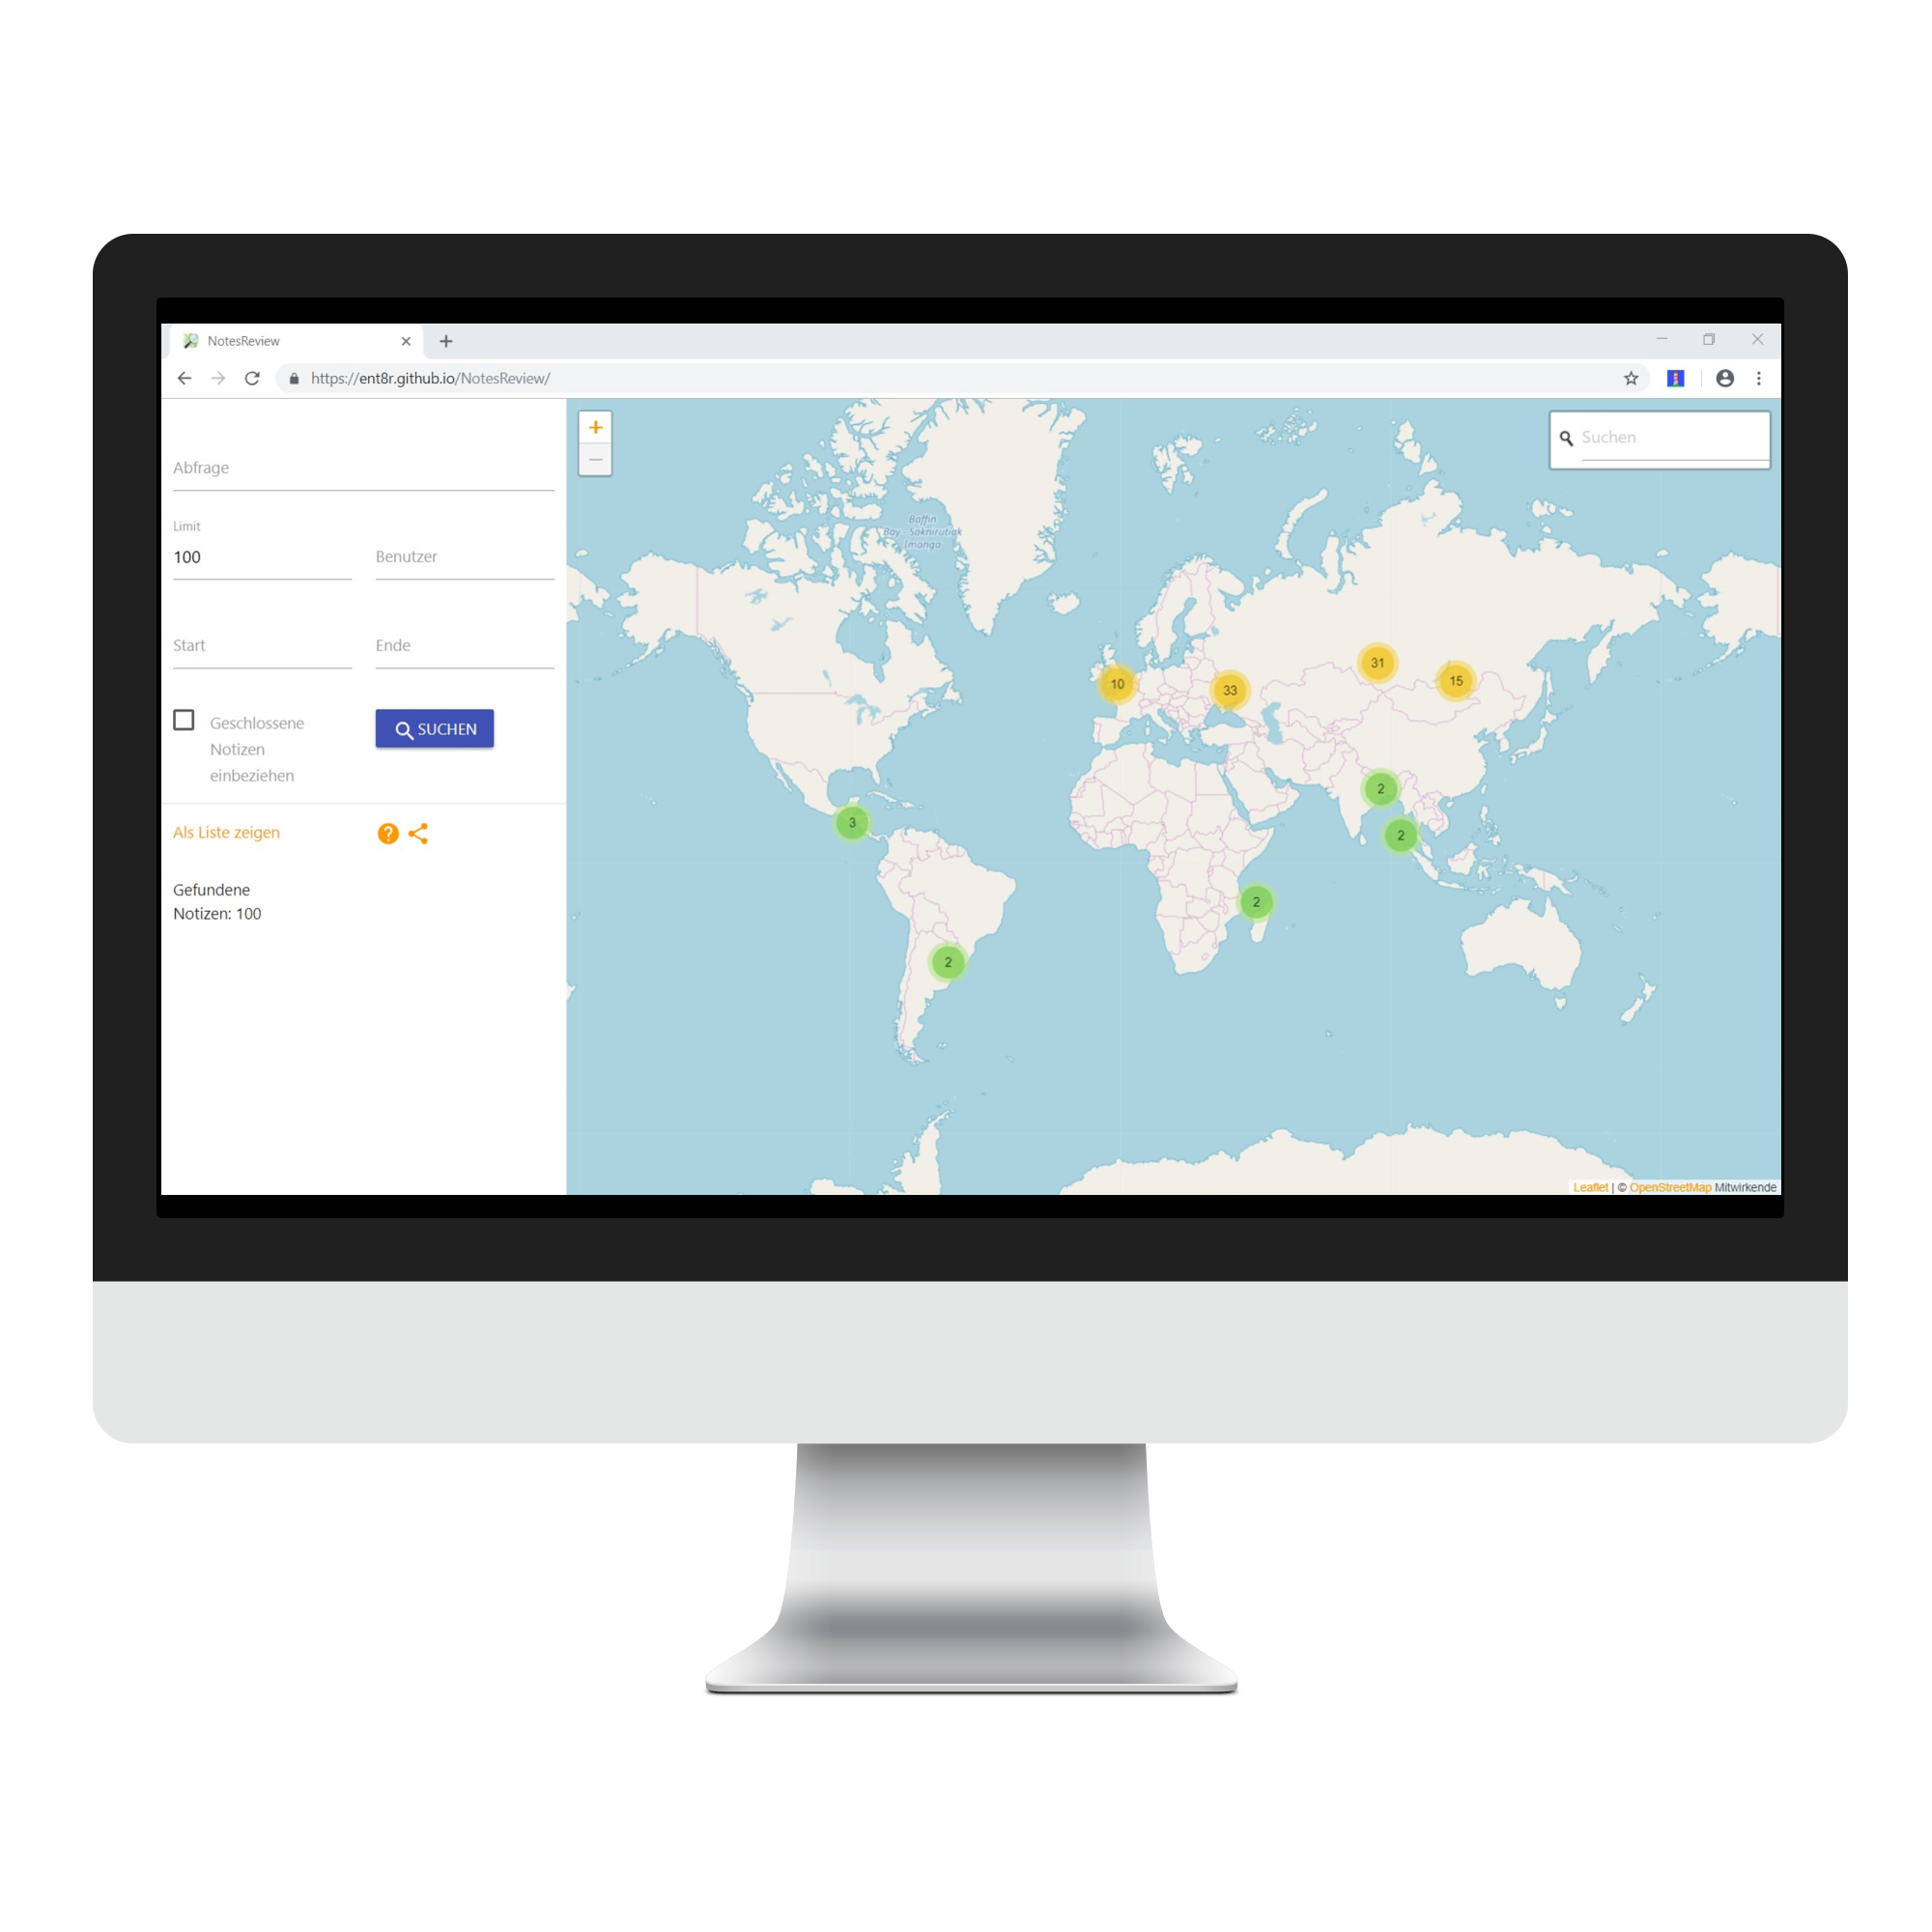 NotesReview
https://ent8r.github.io/NotesReview/
Abfrage
Limit
100
Benutzer
Start
Ende
Geschlossene
Notizen
einbeziehen
SUCHEN
Als Liste zeigen
Gefundene
Notizen: 100
Suchen
Baffin
Bay - Saknirutiak
Imanga
31
10
33
15
2
3
2
2
2
Leaflet | © OpenStreetMap Mitwirkende